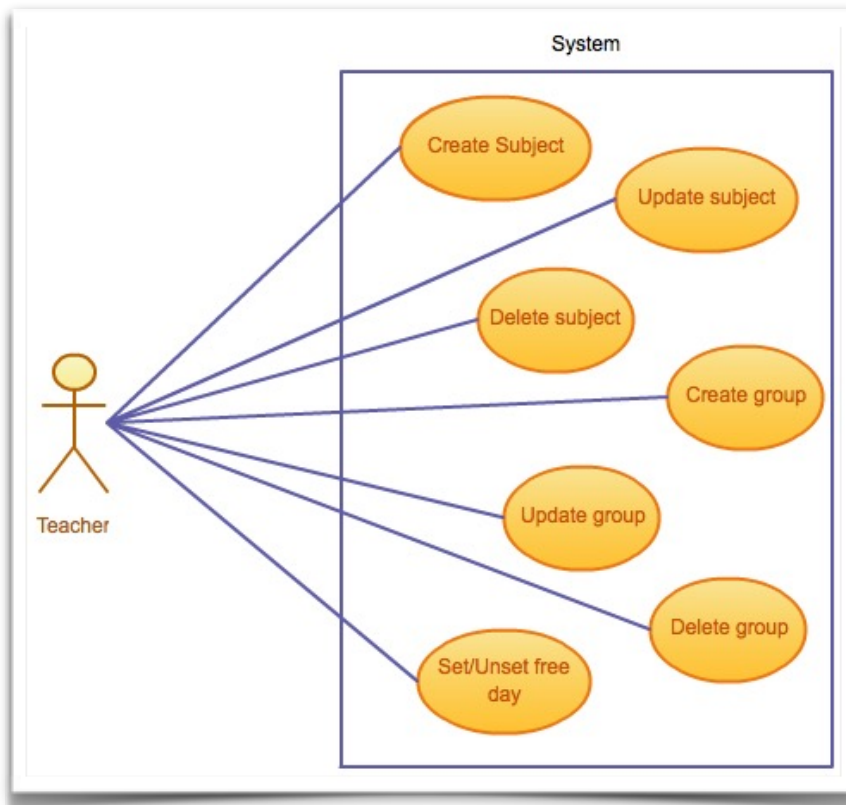 System
Create Subject
Update subject
Delete subject
Create group
Teacher
Update group
Delete group
Set/Unset free
day